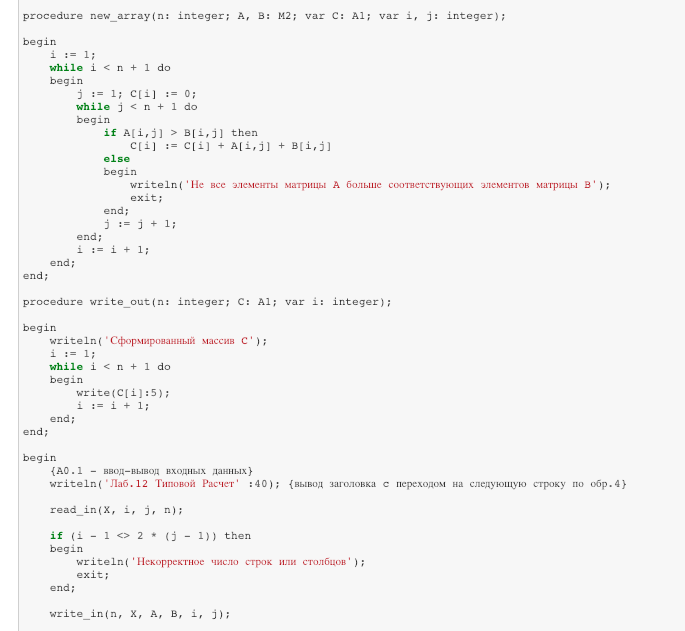 procedure new_array(n: integer; A, B: M2; var C: A1; var i, j: integer);
begin
i := 1;
while i < n + 1 do
begin
j := 1; C[i] := 0;
while j < n + 1 do
begin
if A[i,j] > B[i,j] then
C[i] := C[i] + A[i,j] + B[i,j]
else
begin
writeln('Не все элементы матрицы A больше соответствующих элементов матрицы B');
exit;
end;
j := j + 1;
end;
i := i + 1;
end;
end;
procedure write_out(n: integer; C: A1; var i: integer);
begin
writeln('Сформированный массив C');
i := 1;
while i < n + 1 do
begin
write(C[i]:5);
i := i + 1;
end;
end;
begin
{A0.1 - ввод-вывод входных данных}
writeln('Лаб.12 Типовой Расчет' :40); {вывод заголовка c переходом на следующую строку по обр.4}
read_in(X, i, j, n);
if (i - 1 <> 2 * (j - 1)) then
begin
writeln('Некорректное число строк или столбцов');
exit;
end;
write_in(n, X, A, B, i, j);